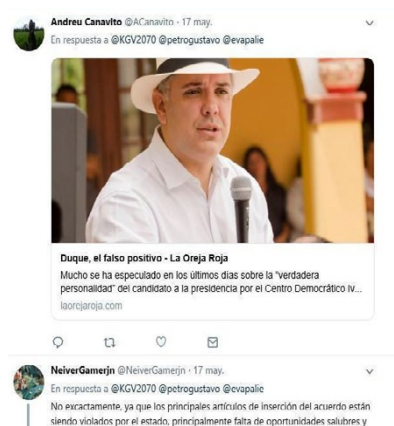 Andreu Canavito @ACanavito · 17 may.
En respuesta a @KGV2070 @petrogustavo @evapalie
Duque, el falso positivo - La Oreja Roja
Mucho se ha especulado en los últimos días sobre la "verdadera
personalidad" del candidato a la presidencia por el Centro Democrático Iv...
laorejaroja.com
NeiverGamerjn @NeiverGamerjn · 17 may.
En respuesta a @KGV2070 @petrogustavo @evapalie
No exactamente, ya que los principales artículos de inserción del acuerdo están
siendo violados por el estado, principalmente falta de oportunidades salubres y